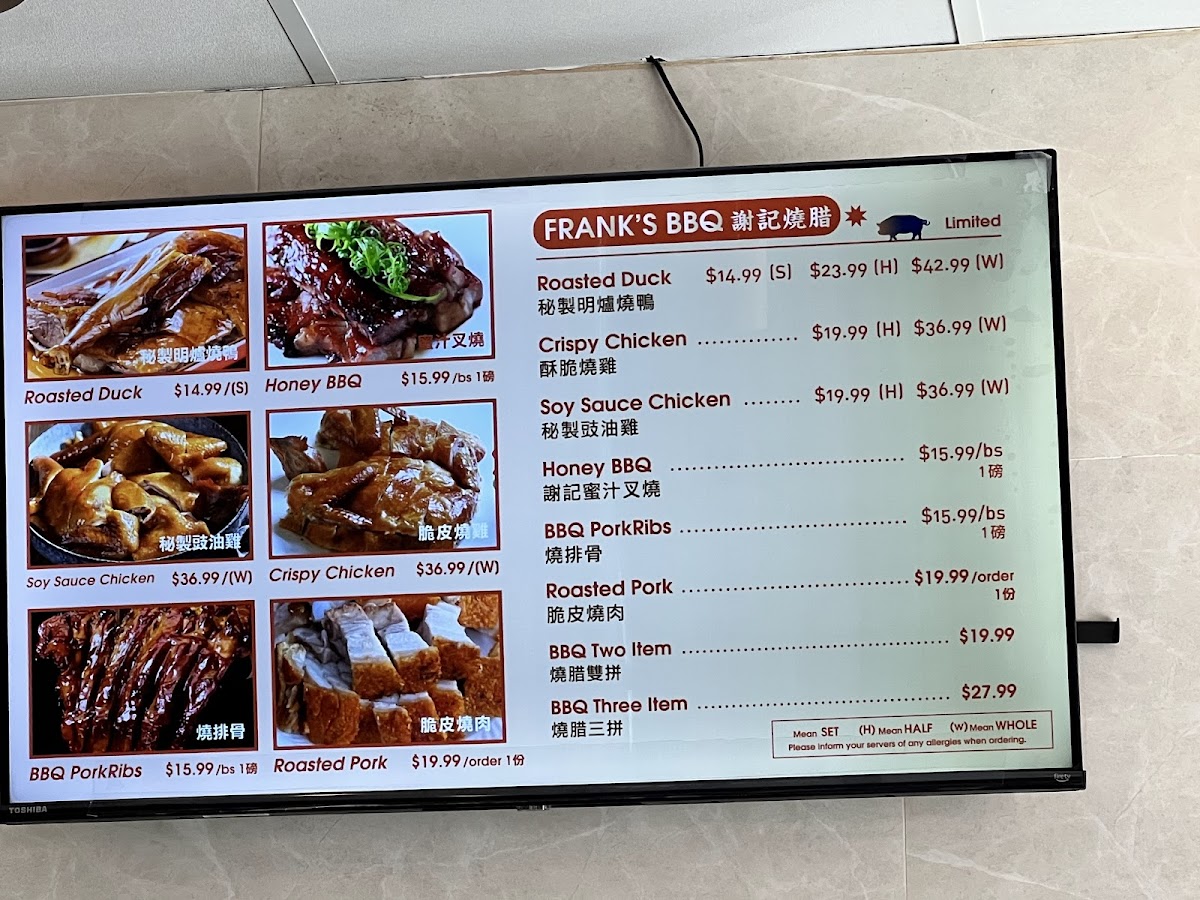 秘製明爐燒鴨
Roasted Duck $14.99/(S)
汁叉燒
Honey BBQ $15.99/bs 1磅
秘製豉油雞
Soy Sauce Chicken $36.99/(W)
脆皮燒雞
Crispy Chicken $36.99/(W)
燒排骨
BBQ PorkRibs $15.99/bs 1磅
脆皮燒肉
Roasted Pork $19.99/order 1份
FRANK'S BBQ 謝記燒腊 Limited
Roasted Duck $14.99 (S) $23.99 (H) $42.99 (W)
秘製明爐燒鴨
Crispy Chicken .............. $19.99 (H) $36.99 (W)
酥脆燒雞
Soy Sauce Chicken ........ $19.99 (H) $36.99 (W)
秘製豉油雞
Honey BBQ ................................ $15.99/bs
謝記蜜汁叉燒 1磅
BBQ PorkRibs ................................ $15.99/bs
燒排骨 1磅
Roasted Pork ................................ $19.99/order
脆皮燒肉 1份
BBQ Two Item ................................ $19.99
燒腊雙拼
BBQ Three Item ................................ $27.99
燒腊三拼
Mean SET (H) Mean HALF (W) Mean WHOLE
Please inform your servers of any allergies when ordering.
TOSHIBA
firetv